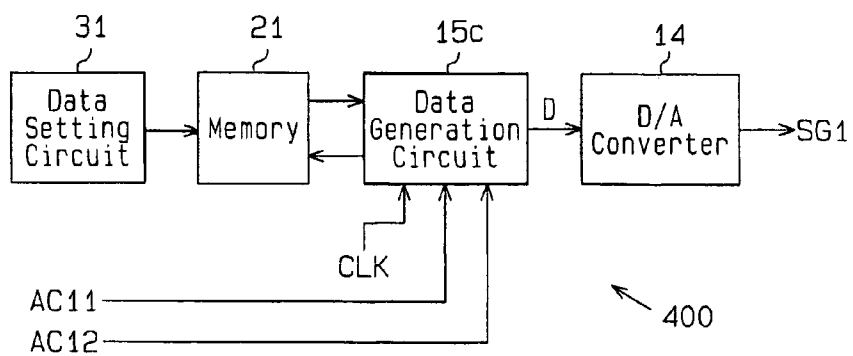 31
21
15c
14
Data
Setting
Circuit
Memory
Data
Generation
Circuit
D
D/A
Converter
SG1
CLK
AC11
AC12
400